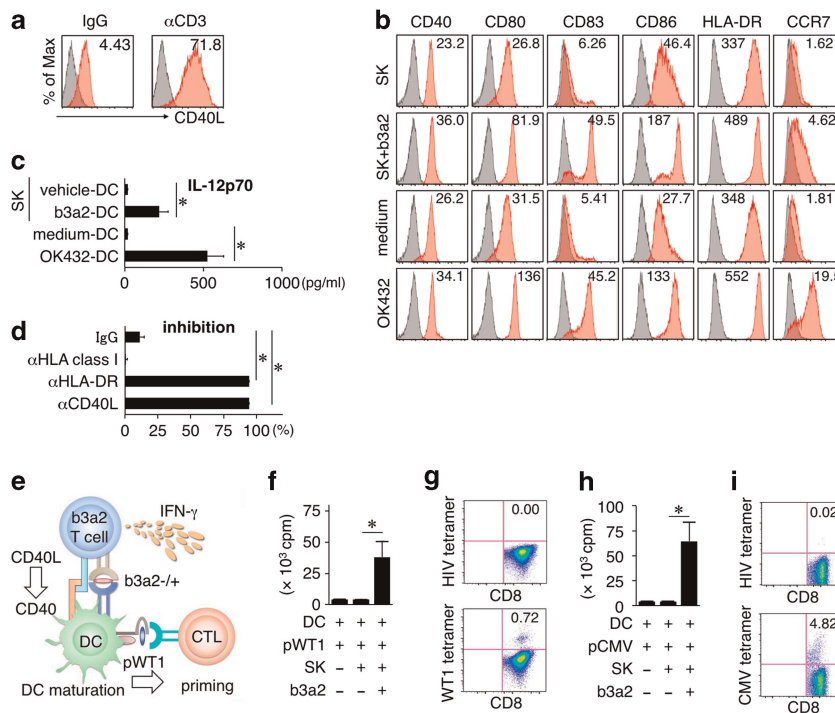 a
IgG
αCD3
4.43
71.8
% of Max
CD40L
b
CD40 CD80 CD83 CD86 HLA-DR CCR7
SK
23.2 26.8 6.26 46.4 337 1.62
SK+b3a2
36.0 81.9 49.5 187 489 4.62
medium
26.2 31.5 5.41 27.7 348 1.81
OK432
34.1 136 45.2 133 552 19.5
c
SK
vehicle-DC
b3a2-DC
medium-DC
OK432-DC
IL-12p70
*
*
0 500 1000 (pg/ml)
d
inhibition
IgG
αHLA class I
αHLA-DR
αCD40L
*
*
0 25 50 75 100 (%)
e
b3a2
T cell
IFN-γ
CD40L
CD40
b3a2-/+
DC
CTL
pWT1
DC maturation
priming
f
(× 10³ cpm)
75
50
25
0
*
DC + + +
pWT1 + + +
SK – + +
b3a2 – – +
g
HIV tetramer
0.00
CD8
WT1 tetramer
0.72
CD8
h
(× 10³ cpm)
100
75
50
25
0
*
DC + + +
pCMV + + +
SK – + +
b3a2 – – +
i
HIV tetramer
0.02
CD8
CMV tetramer
4.82
CD8